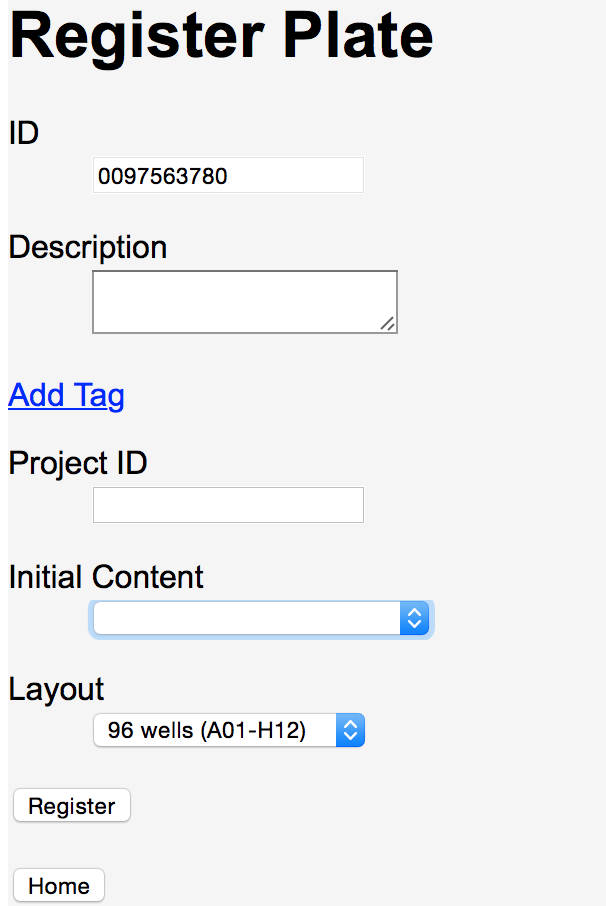 Register Plate
ID
0097563780
Description
Add Tag
Project ID
Initial Content
Layout
96 wells (A01-H12)
Register
Home